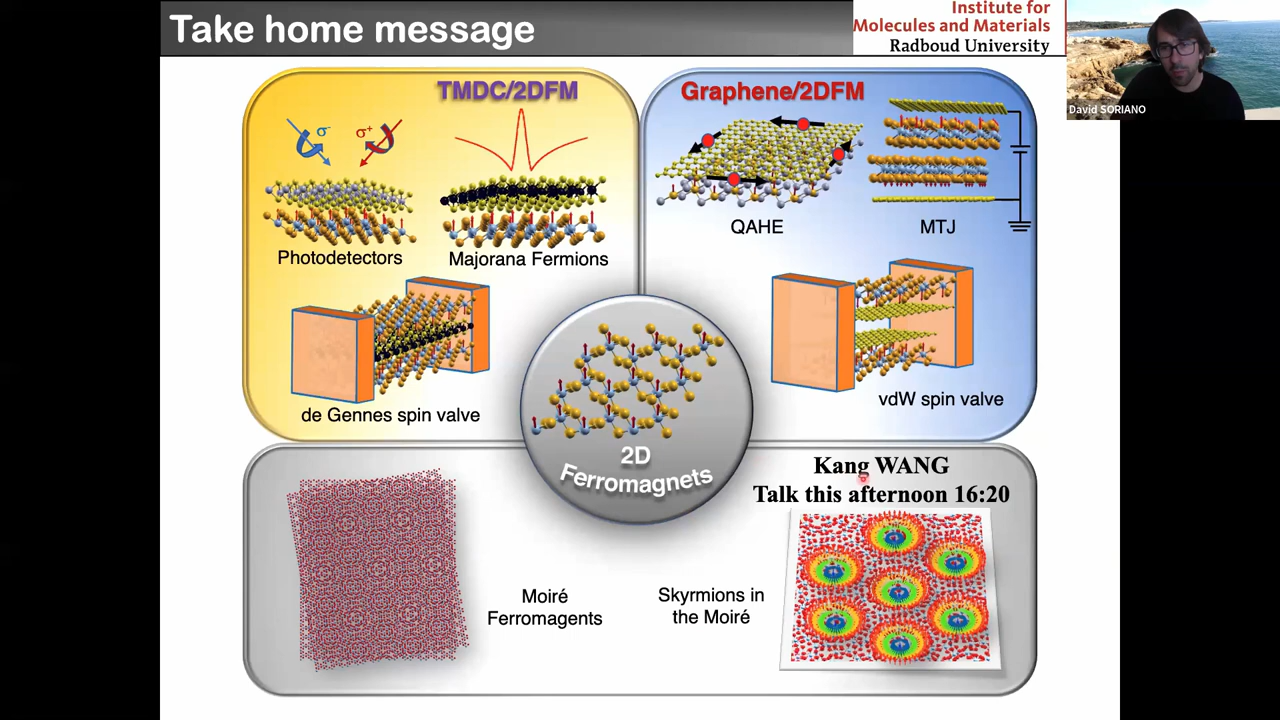 Take home message
Institute for
Molecules and Materials
Radboud University
David SORIANO
TMDC/2DFM
σ-
σ+
Photodetectors
Majorana Fermions
de Gennes spin valve
Graphene/2DFM
QAHE
MTJ
vdW spin valve
2D
Ferromagnets
Moiré
Ferromagents
Skyrmions in
the Moiré
Kang WANG
Talk this afternoon 16:20